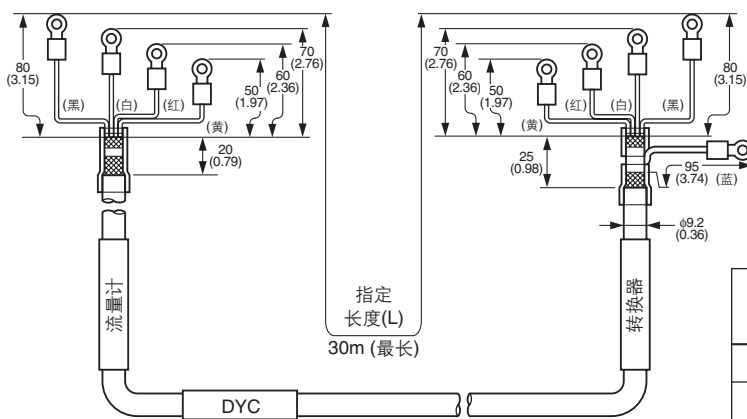 80
(3.15)
(黑)
(白)
(红)
(黄)
50
(1.97)
60
(2.36)
70
(2.76)
20
(0.79)
70
(2.76)
60
(2.36)
50
(1.97)
(黄)
(红)
(白)
(黑)
80
(3.15)
25
(0.98)
95
(3.74)
(蓝)
φ9.2
(0.36)
流量计
指定
长度(L)
30m (最长)
转换器
DYC